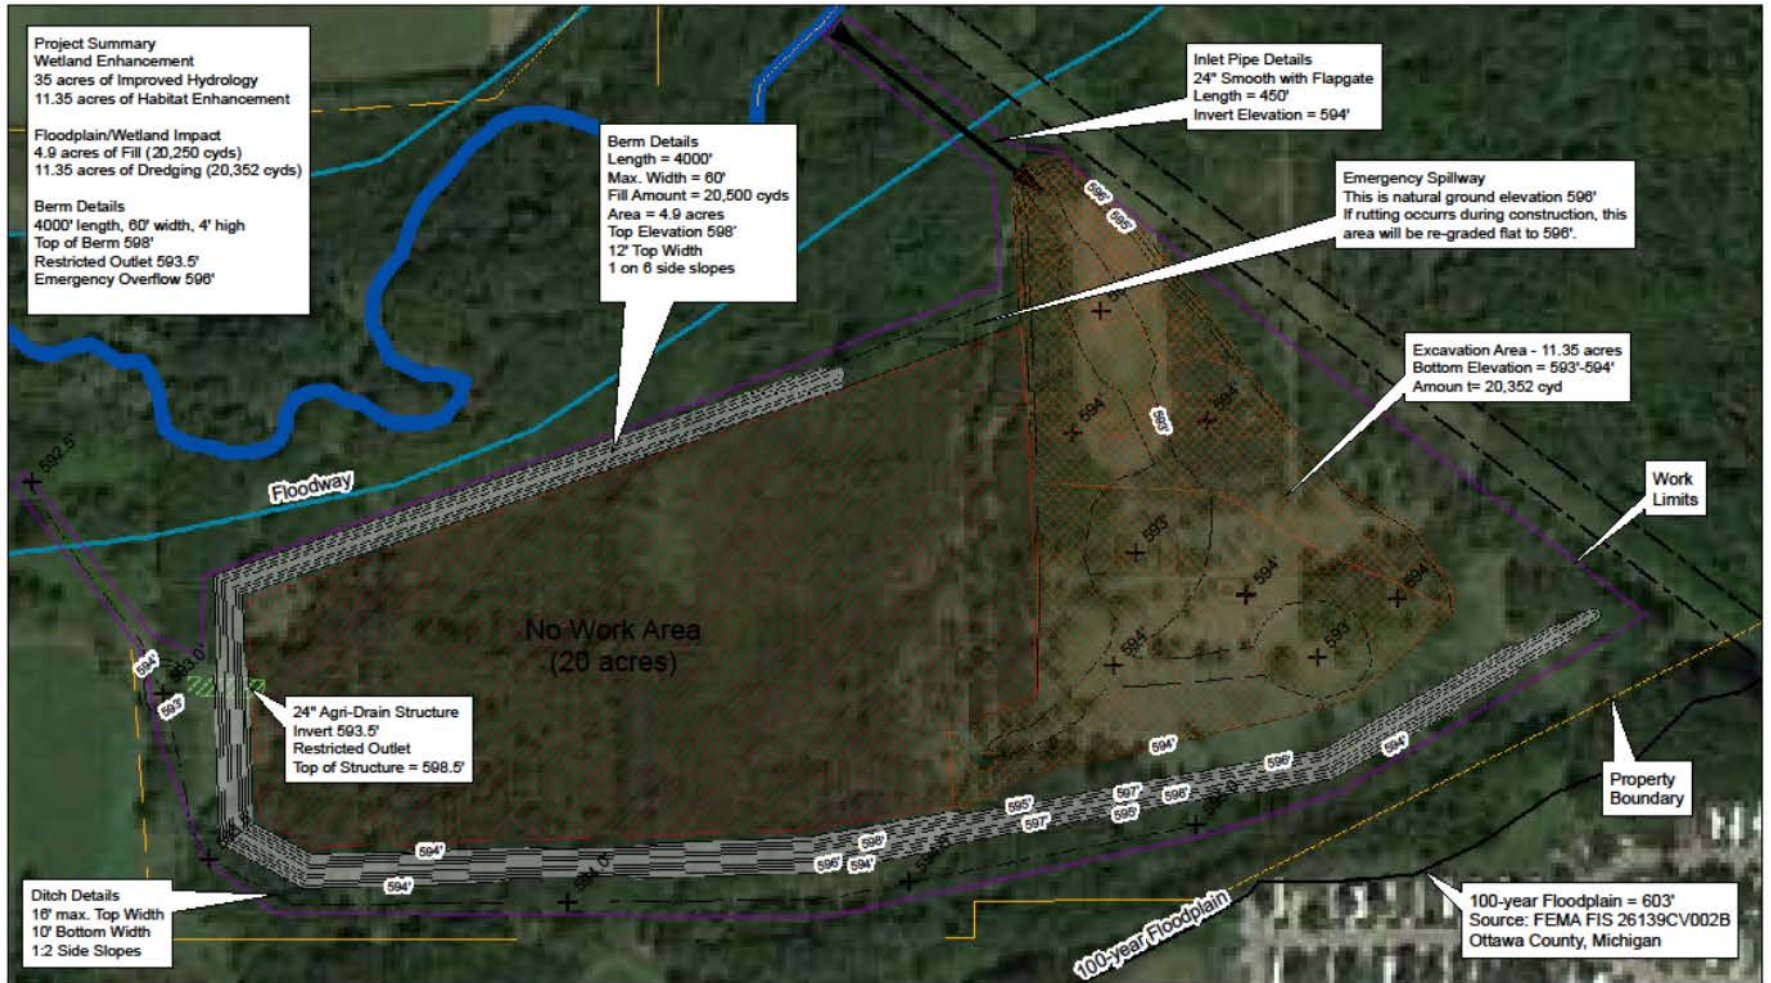 Project Summary
Wetland Enhancement
35 acres of Improved Hydrology
11.35 acres of Habitat Enhancement
Floodplain/Wetland Impact
4.9 acres of Fill (20,250 cyds)
11.35 acres of Dredging (20,352 cyds)
Berm Details
4000' length, 60' width, 4' high
Top of Berm 598'
Restricted Outlet 593.5'
Emergency Overflow 596'
Berm Details
Length = 4000'
Max. Width = 60'
Fill Amount = 20,500 cyds
Area = 4.9 acres
Top Elevation 598'
12' Top Width
1 on 6 side slopes
Inlet Pipe Details
24" Smooth with Flapgate
Length = 450'
Invert Elevation = 594'
Emergency Spillway
This is natural ground elevation 596'
If rutting occurrs during construction, this
area will be re-graded flat to 596'.
596'
595'
Excavation Area - 11.35 acres
Bottom Elevation = 593'-594'
Amoun t= 20,352 cyd
594'
594'
593'
592.5'
Floodway
Work
Limits
593'
594'
594'
594'
593'
No Work Area
(20 acres)
594'
593.0'
593'
24" Agri-Drain Structure
Invert 593.5'
Restricted Outlet
Top of Structure = 598.5'
594'
594'
596'
Property
Boundary
597'
598'
595'
597'
595'
598'
594'
596'
594'
594'
594.0'
Ditch Details
16' max. Top Width
10' Bottom Width
1:2 Side Slopes
100-year Floodplain
100-year Floodplain = 603'
Source: FEMA FIS 26139CV002B
Ottawa County, Michigan